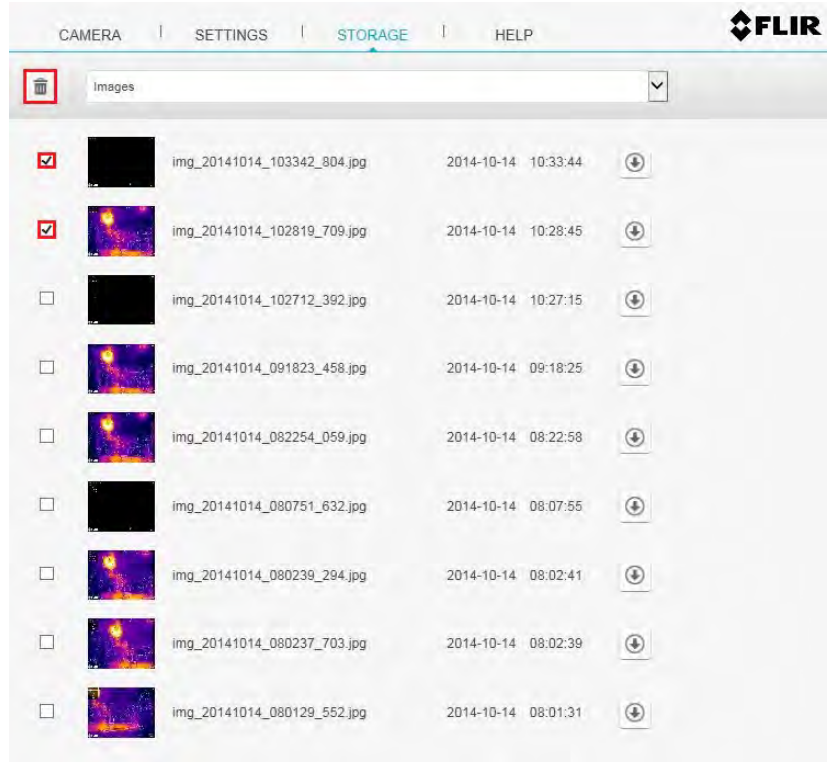 CAMERA | SETTINGS | STORAGE | HELP FLIR
Images
img_20141014_103342_804.jpg 2014-10-14 10:33:44
img_20141014_102819_709.jpg 2014-10-14 10:28:45
img_20141014_102712_392.jpg 2014-10-14 10:27:15
img_20141014_091823_458.jpg 2014-10-14 09:18:25
img_20141014_082254_059.jpg 2014-10-14 08:22:58
img_20141014_080751_632.jpg 2014-10-14 08:07:55
img_20141014_080239_294.jpg 2014-10-14 08:02:41
img_20141014_080237_703.jpg 2014-10-14 08:02:39
img_20141014_080129_552.jpg 2014-10-14 08:01:31